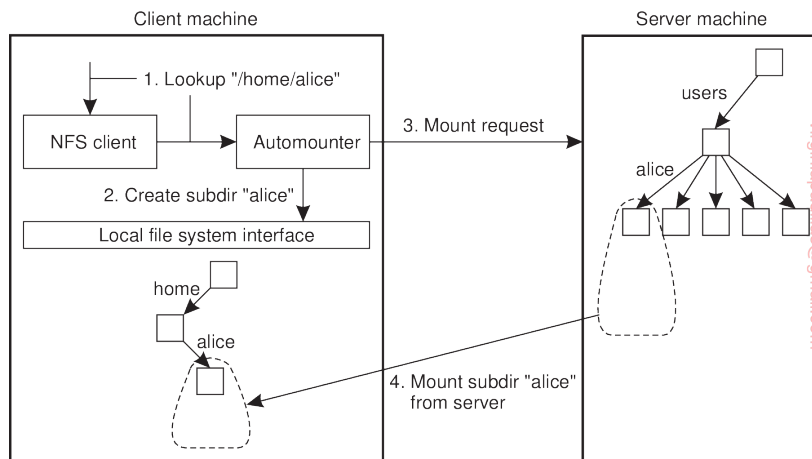 Client machine
Server machine
1. Lookup "/home/alice"
users
NFS client
Automounter
3. Mount request
alice
2. Create subdir "alice"
Local file system interface
home
alice
4. Mount subdir "alice"
from server